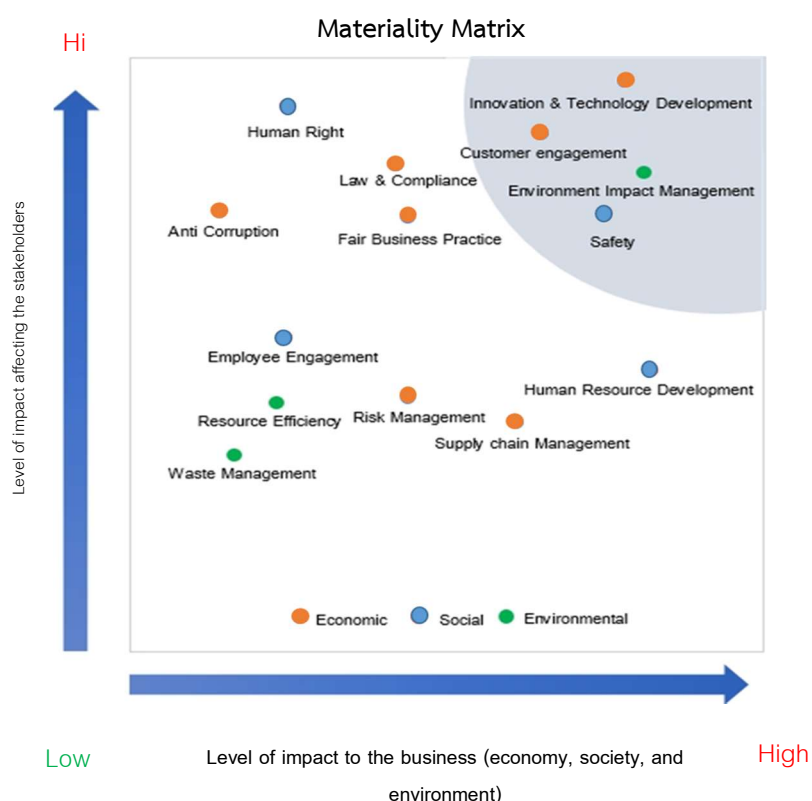 Materiality Matrix
Hi
Level of impact affecting the stakeholders
Innovation & Technology Development
Human Right
Customer engagement
Law & Compliance
Environment Impact Management
Anti Corruption
Fair Business Practice
Safety
Employee Engagement
Human Resource Development
Resource Efficiency
Risk Management
Supply chain Management
Waste Management
Economic
Social
Environmental
Low
Level of impact to the business (economy, society, and
environment)
High